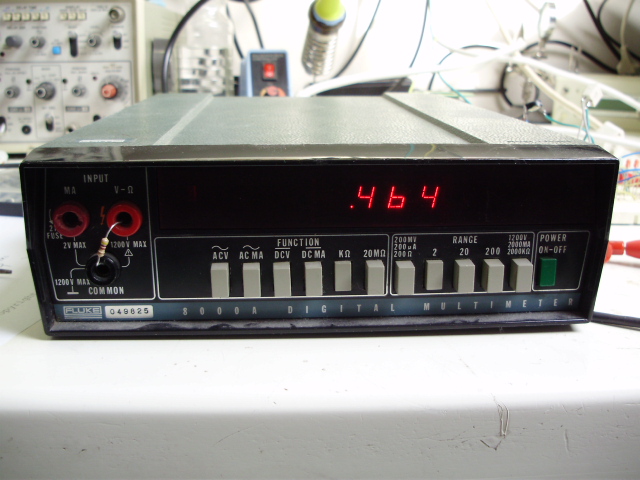 INPUT
MA V-Ω
.464
FUSE
2V MAX 1200V MAX
1200V MAX
COMMON
FUNCTION
ACV AC MA DCV DC MA KΩ 20MΩ
RANGE
200MV 200μA 200Ω
2 20 200
1200V 2000MA 2000KΩ
POWER
ON-OFF
FLUKE 049625 8000A DIGITAL MULTIMETER